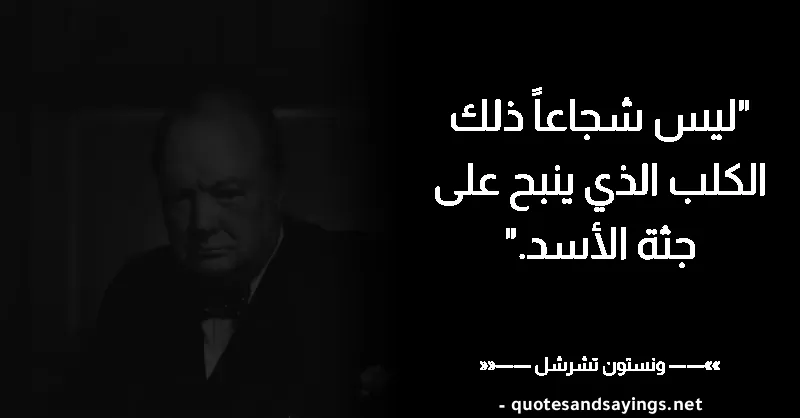 "ليس شجاعاً ذلك
الكلب الذي ينبح على
جثة الأسد."
»»—— ونستون تشرشل ——««
- quotesandsayings.net